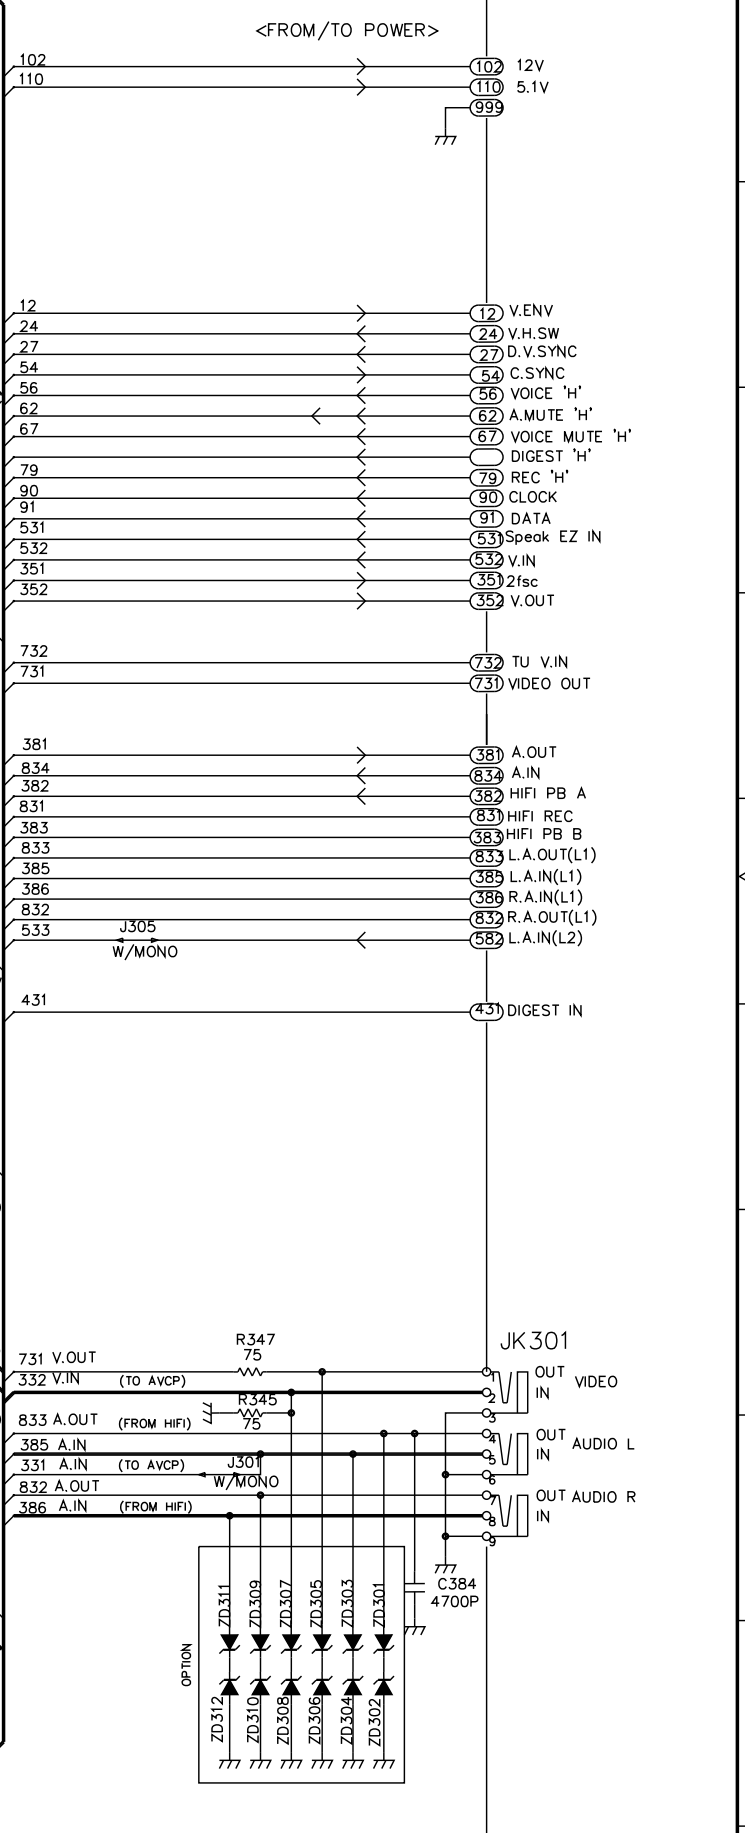 <FROM/TO POWER>
102 102 12V
110 110 5.1V
999
12 12 V.ENV
24 24 V.H.SW
27 27 D.V.SYNC
54 54 C.SYNC
56 56 VOICE 'H'
62 62 A.MUTE 'H'
67 67 VOICE MUTE 'H'
DIGEST 'H'
79 79 REC 'H'
90 90 CLOCK
91 91 DATA
531 531 Speak EZ IN
532 532 V.IN
351 351 2fsc
352 352 V.OUT
732 732 TU V.IN
731 731 VIDEO OUT
381 381 A.OUT
834 834 A.IN
382 382 HIFI PB A
831 831 HIFI REC
383 383 HIFI PB B
833 833 L.A.OUT(L1)
385 385 L.A.IN(L1)
386 386 R.A.IN(L1)
832 832 R.A.OUT(L1)
533 J305 582 L.A.IN(L2)
W/MONO
431 431 DIGEST IN
JK301
R347
75
731 V.OUT 1 OUT
VIDEO
332 V.IN (TO AVCP) 2 IN
R345
75
3
833 A.OUT (FROM HIFI) 4 OUT
AUDIO L
385 A.IN 5 IN
331 A.IN (TO AVCP) J301 6
W/MONO
832 A.OUT 7 OUT AUDIO R
386 A.IN (FROM HIFI) 8 IN
9
C384
4700P
OPTION
ZD311 ZD309 ZD307 ZD305 ZD303 ZD301
ZD312 ZD310 ZD308 ZD306 ZD304 ZD302